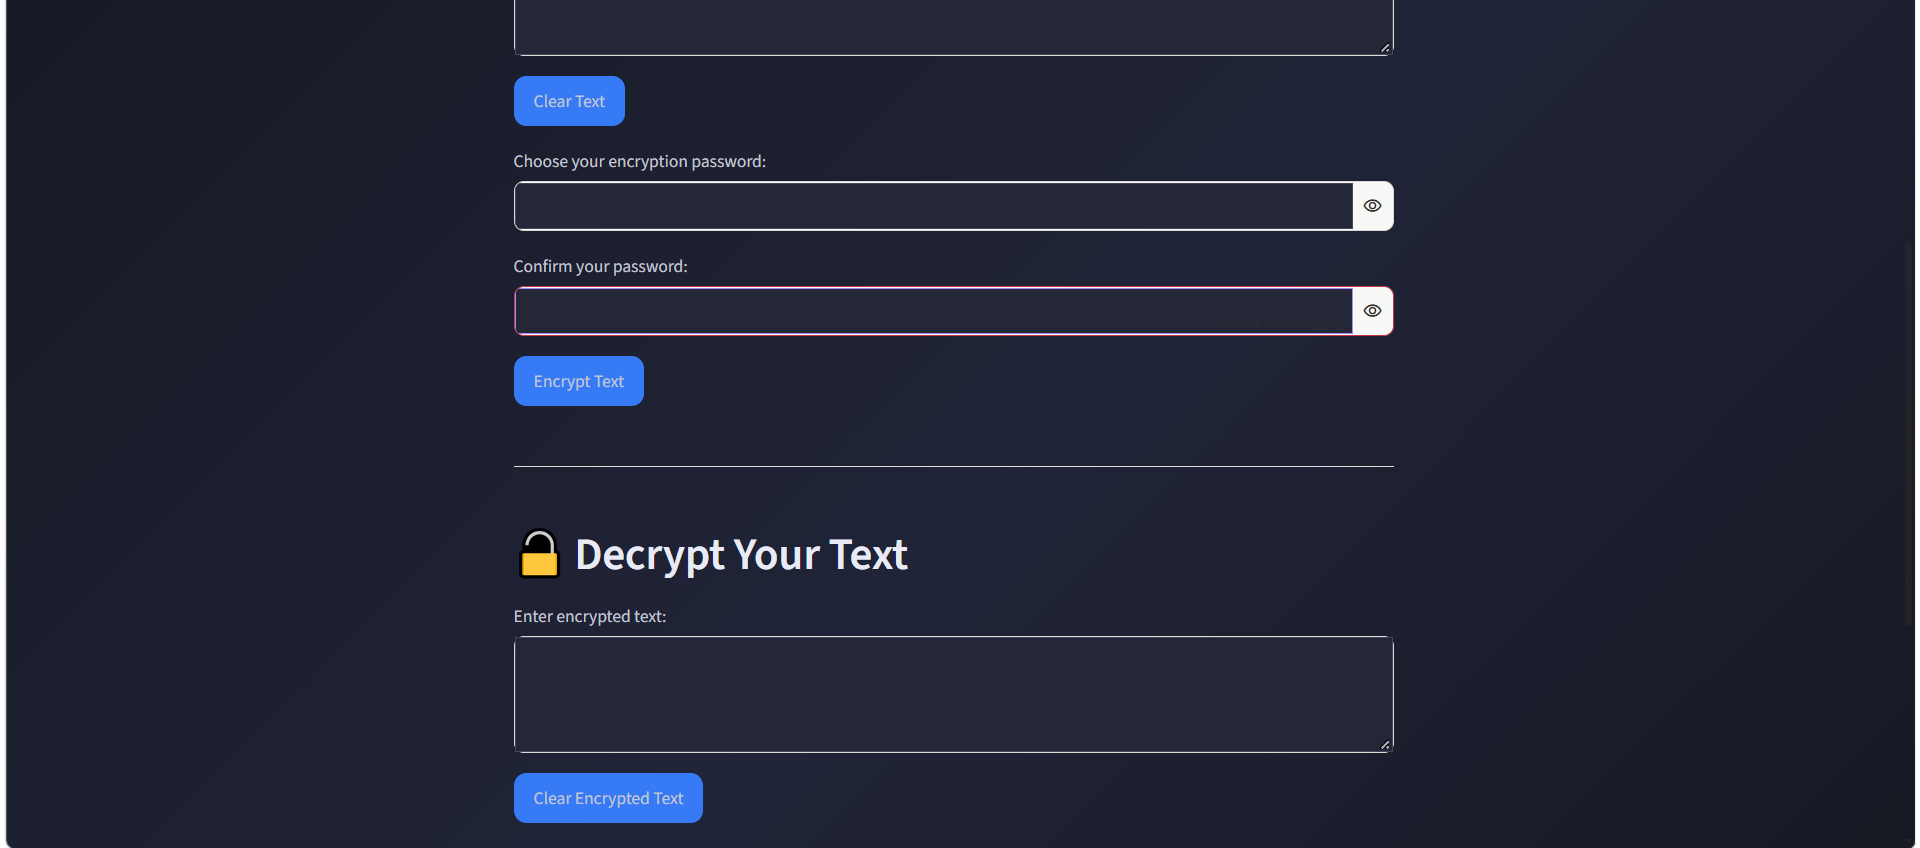 Clear Text
Choose your encryption password:
Confirm your password:
Encrypt Text
Decrypt Your Text
Enter encrypted text:
Clear Encrypted Text